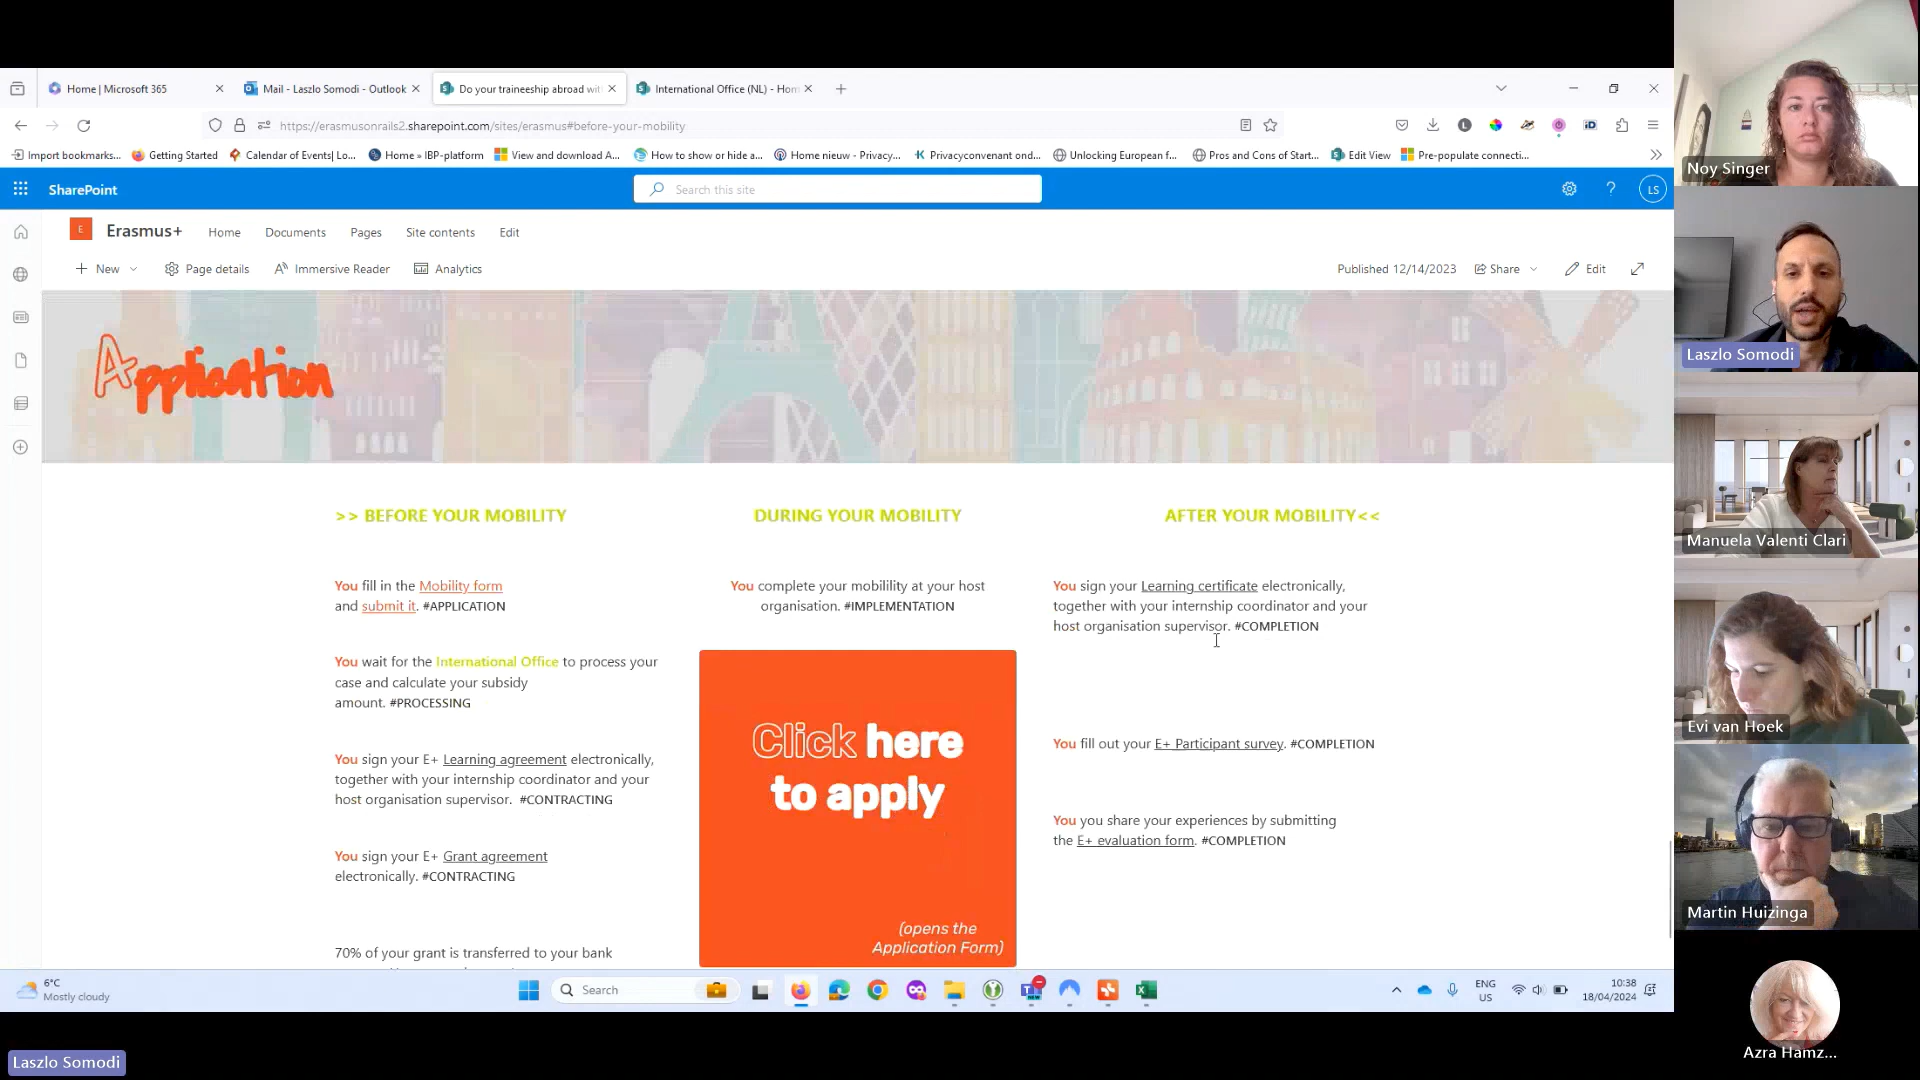 Home | Microsoft 365
Mail - Laszlo Somodi - Outlook
Do your traineeship abroad wit
International Office (NL) - Hom
https://erasmusonrails2.sharepoint.com/sites/erasmus#before-your-mobility
Import bookmarks...
Getting Started
Calendar of Events| Lo...
Home » IBP-platform
View and download A...
How to show or hide a...
Home nieuw - Privacy...
Privacyconvenant ond...
Unlocking European f...
Pros and Cons of Start...
Edit View
Pre-populate connecti...
SharePoint
Search this site
LS
E
Erasmus+
Home
Documents
Pages
Site contents
Edit
New
Page details
Immersive Reader
Analytics
Published 12/14/2023
Share
Edit
Application
>> BEFORE YOUR MOBILITY
You fill in the Mobility form
and submit it. #APPLICATION
You wait for the International Office to process your
case and calculate your subsidy
amount. #PROCESSING
You sign your E+ Learning agreement electronically,
together with your internship coordinator and your
host organisation supervisor. #CONTRACTING
You sign your E+ Grant agreement
electronically. #CONTRACTING
70% of your grant is transferred to your bank
DURING YOUR MOBILITY
You complete your mobilility at your host
organisation. #IMPLEMENTATION
Click here
to apply
(opens the
Application Form)
AFTER YOUR MOBILITY<<
You sign your Learning certificate electronically,
together with your internship coordinator and your
host organisation supervisor. #COMPLETION
You fill out your E+ Participant survey. #COMPLETION
You you share your experiences by submitting
the E+ evaluation form. #COMPLETION
6°C
Mostly cloudy
Search
NEW
ENG
US
10:38
18/04/2024
Laszlo Somodi
Noy Singer
Laszlo Somodi
Manuela Valenti Clari
Evi van Hoek
Martin Huizinga
Azra Hamz...